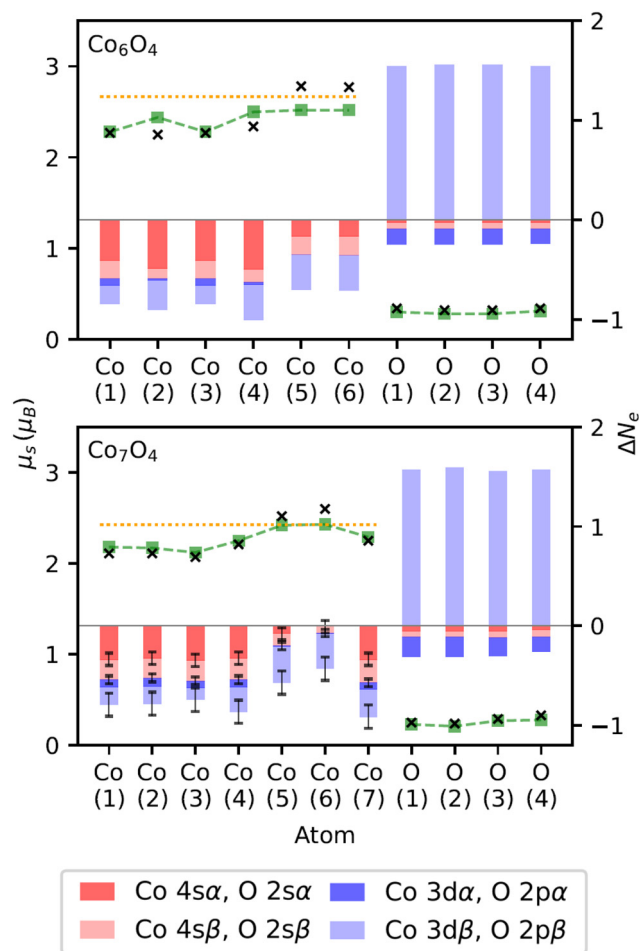 Co₆O₄
3
2
1
0
2
1
0
−1
Co Co Co Co Co Co O O O O
(1) (2) (3) (4) (5) (6) (1) (2) (3) (4)
μₛ(μ_B)
ΔNₑ
Co₇O₄
3
2
1
0
2
1
0
−1
Co Co Co Co Co Co Co O O O O
(1) (2) (3) (4) (5) (6) (7) (1) (2) (3) (4)
Atom
Co 4sα, O 2sα
Co 3dα, O 2pα
Co 4sβ, O 2sβ
Co 3dβ, O 2pβ